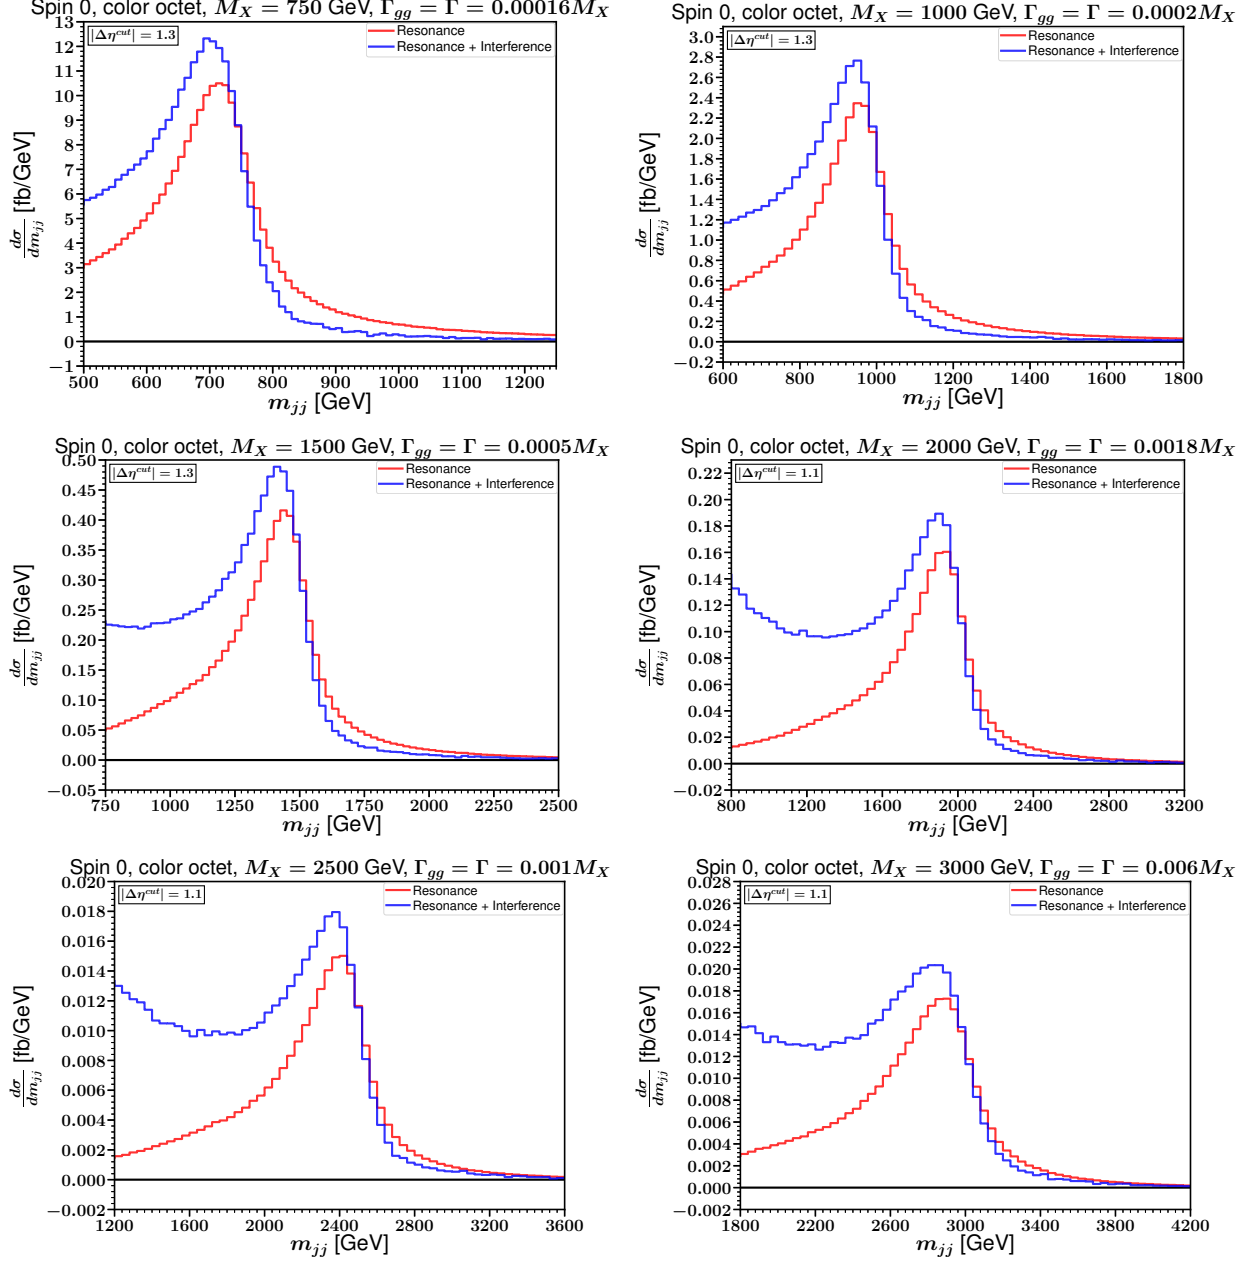 Spin 0, color octet, M_X = 750 GeV, Γ_gg = Γ = 0.00016M_X
|Δη^cut| = 1.3
Resonance
Resonance + Interference
13
12
11
10
9
8
7
6
5
4
3
2
1
0
−1
dσ/dm_jj [fb/GeV]
500 600 700 800 900 1000 1100 1200
m_jj [GeV]
Spin 0, color octet, M_X = 1000 GeV, Γ_gg = Γ = 0.0002M_X
|Δη^cut| = 1.3
Resonance
Resonance + Interference
3.0
2.8
2.6
2.4
2.2
2.0
1.8
1.6
1.4
1.2
1.0
0.8
0.6
0.4
0.2
0.0
−0.2
dσ/dm_jj [fb/GeV]
600 800 1000 1200 1400 1600 1800
m_jj [GeV]
Spin 0, color octet, M_X = 1500 GeV, Γ_gg = Γ = 0.0005M_X
|Δη^cut| = 1.3
Resonance
Resonance + Interference
0.50
0.45
0.40
0.35
0.30
0.25
0.20
0.15
0.10
0.05
0.00
−0.05
dσ/dm_jj [fb/GeV]
750 1000 1250 1500 1750 2000 2250 2500
m_jj [GeV]
Spin 0, color octet, M_X = 2000 GeV, Γ_gg = Γ = 0.0018M_X
|Δη^cut| = 1.1
Resonance
Resonance + Interference
0.22
0.20
0.18
0.16
0.14
0.12
0.10
0.08
0.06
0.04
0.02
0.00
−0.02
dσ/dm_jj [fb/GeV]
800 1200 1600 2000 2400 2800 3200
m_jj [GeV]
Spin 0, color octet, M_X = 2500 GeV, Γ_gg = Γ = 0.001M_X
|Δη^cut| = 1.1
Resonance
Resonance + Interference
0.020
0.018
0.016
0.014
0.012
0.010
0.008
0.006
0.004
0.002
0.000
−0.002
dσ/dm_jj [fb/GeV]
1200 1600 2000 2400 2800 3200 3600
m_jj [GeV]
Spin 0, color octet, M_X = 3000 GeV, Γ_gg = Γ = 0.006M_X
|Δη^cut| = 1.1
Resonance
Resonance + Interference
0.028
0.026
0.024
0.022
0.020
0.018
0.016
0.014
0.012
0.010
0.008
0.006
0.004
0.002
0.000
−0.002
dσ/dm_jj [fb/GeV]
1800 2200 2600 3000 3400 3800 4200
m_jj [GeV]